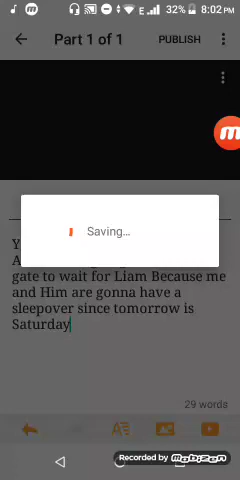 E 32% 8:02 PM
Part 1 of 1 PUBLISH
Saving...
Y
A
gate to wait for Liam Because me
and Him are gonna have a
sleepover since tomorrow is
Saturday
29 words
Recorded by mobizen